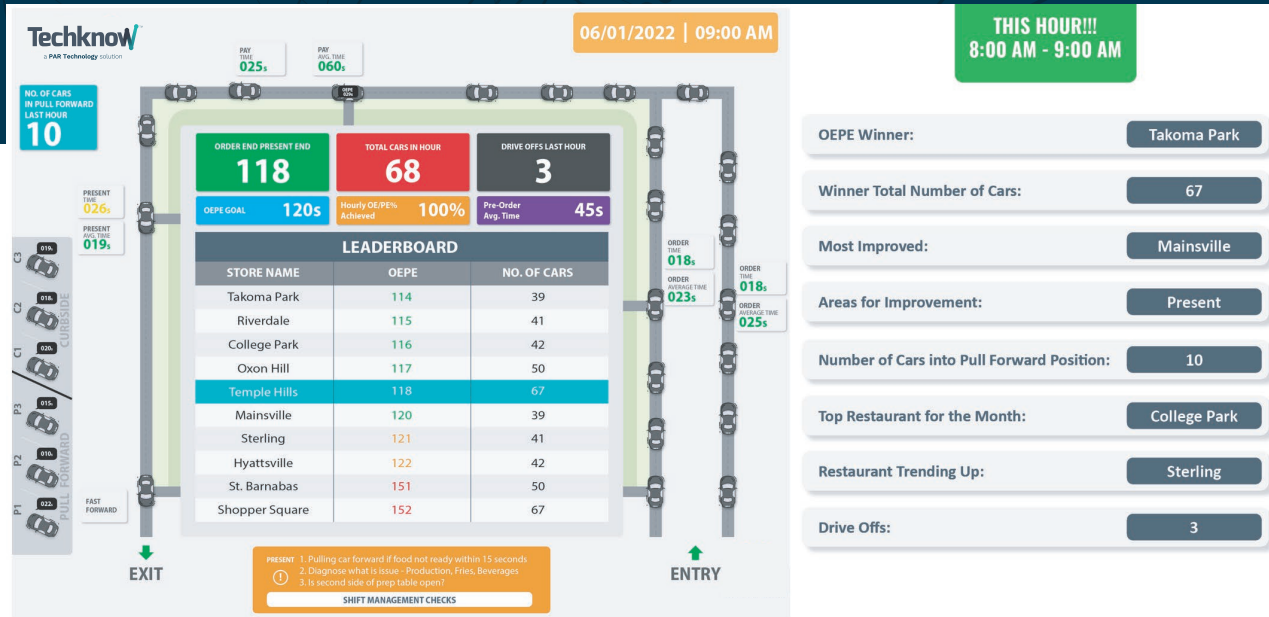 Techknow
a PAR Technology solution
06/01/2022 | 09:00 AM
THIS HOUR!!!
8:00 AM - 9:00 AM
PAY
TIME
025s
PAY
AVG. TIME
060s
OEPE
NO. OF CARS
IN PULL FORWARD
LAST HOUR
10
ORDER END PRESENT END
118
TOTAL CARS IN HOUR
68
DRIVE OFFS LAST HOUR
3
OEPE GOAL 120s
Hourly OE/PE%
Achieved 100%
Pre-Order
Avg. Time 45s
PRESENT
TIME
026s
PRESENT
AVG. TIME
019s
LEADERBOARD
STORE NAME OEPE NO. OF CARS
Takoma Park 114 39
Riverdale 115 41
College Park 116 42
Oxon Hill 117 50
Temple Hills 118 67
Mainsville 120 39
Sterling 121 41
Hyattsville 122 42
St. Barnabas 151 50
Shopper Square 152 67
ORDER
TIME
018s
ORDER
AVERAGE TIME
023s
ORDER
TIME
018s
ORDER
AVERAGE TIME
025s
C3 019s
C2 018s
C1 020s
CURBSIDE
P3 015s
P2 010s
P1 022s
PULL FORWARD
FAST
FORWARD
EXIT
ENTRY
PRESENT 1. Pulling car forward if food not ready within 15 seconds
2. Diagnose what is issue - Production, Fries, Beverages
3. Is second side of prep table open?
SHIFT MANAGEMENT CHECKS
OEPE Winner: Takoma Park
Winner Total Number of Cars: 67
Most Improved: Mainsville
Areas for Improvement: Present
Number of Cars into Pull Forward Position: 10
Top Restaurant for the Month: College Park
Restaurant Trending Up: Sterling
Drive Offs: 3